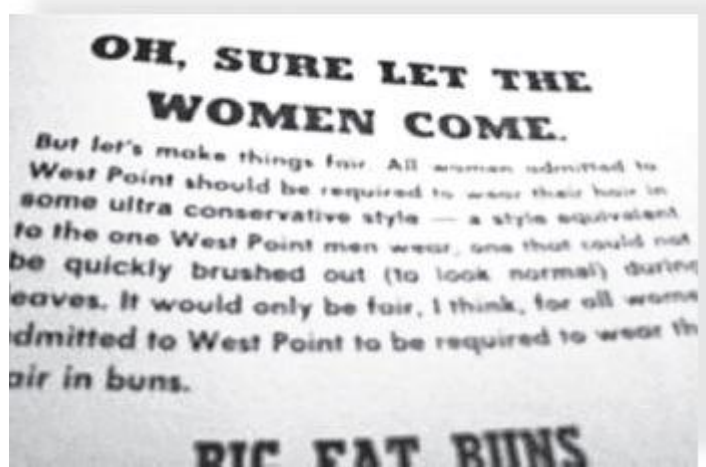 OH, SURE LET THE
WOMEN COME.
But let's make things fair. All women admitted to
West Point should be required to wear their hair in
some ultra conservative style — a style equivalent
to the one West Point men wear, one that could not
be quickly brushed out (to look normal) during
eaves. It would only be fair, I think, for all wome
dmitted to West Point to be required to wear th
air in buns.
BIG FAT BUNS